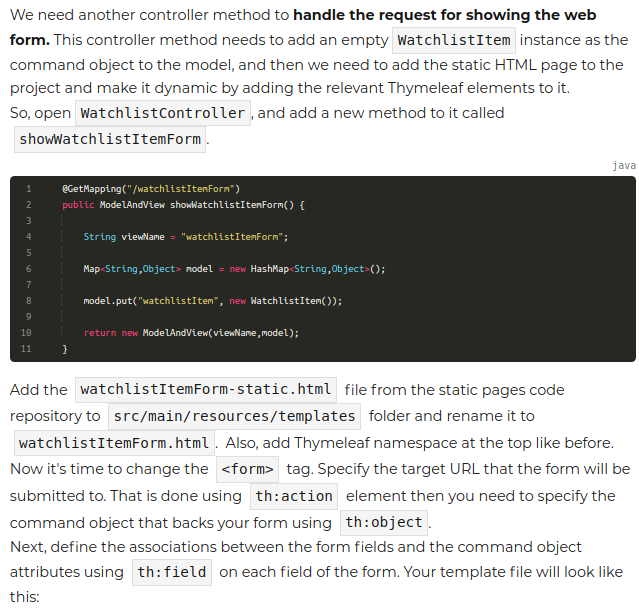 We need another controller method to handle the request for showing the web
form. This controller method needs to add an empty WatchlistItem instance as the
command object to the model, and then we need to add the static HTML page to the
project and make it dynamic by adding the relevant Thymeleaf elements to it.
So, open WatchlistController, and add a new method to it called
showWatchlistItemForm.
java
1 @GetMapping("/watchlistItemForm")
2 public ModelAndView showWatchlistItemForm() {
3
4 String viewName = "watchlistItemForm";
5
6 Map<String,Object> model = new HashMap<String,Object>();
7
8 model.put("watchlistItem", new WatchlistItem());
9
10 return new ModelAndView(viewName,model);
11 }
Add the watchlistItemForm-static.html file from the static pages code
repository to src/main/resources/templates folder and rename it to
watchlistItemForm.html. Also, add Thymeleaf namespace at the top like before.
Now it's time to change the <form> tag. Specify the target URL that the form will be
submitted to. That is done using th:action element then you need to specify the
command object that backs your form using th:object.
Next, define the associations between the form fields and the command object
attributes using th:field on each field of the form. Your template file will look like
this: